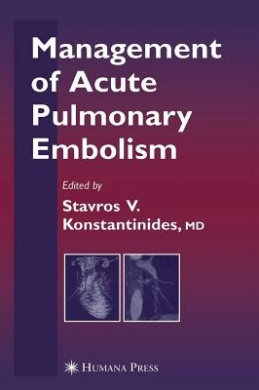 Management
of Acute
Pulmonary
Embolism
Edited by
Stavros V.
Konstantinides, MD
HUMANA PRESS